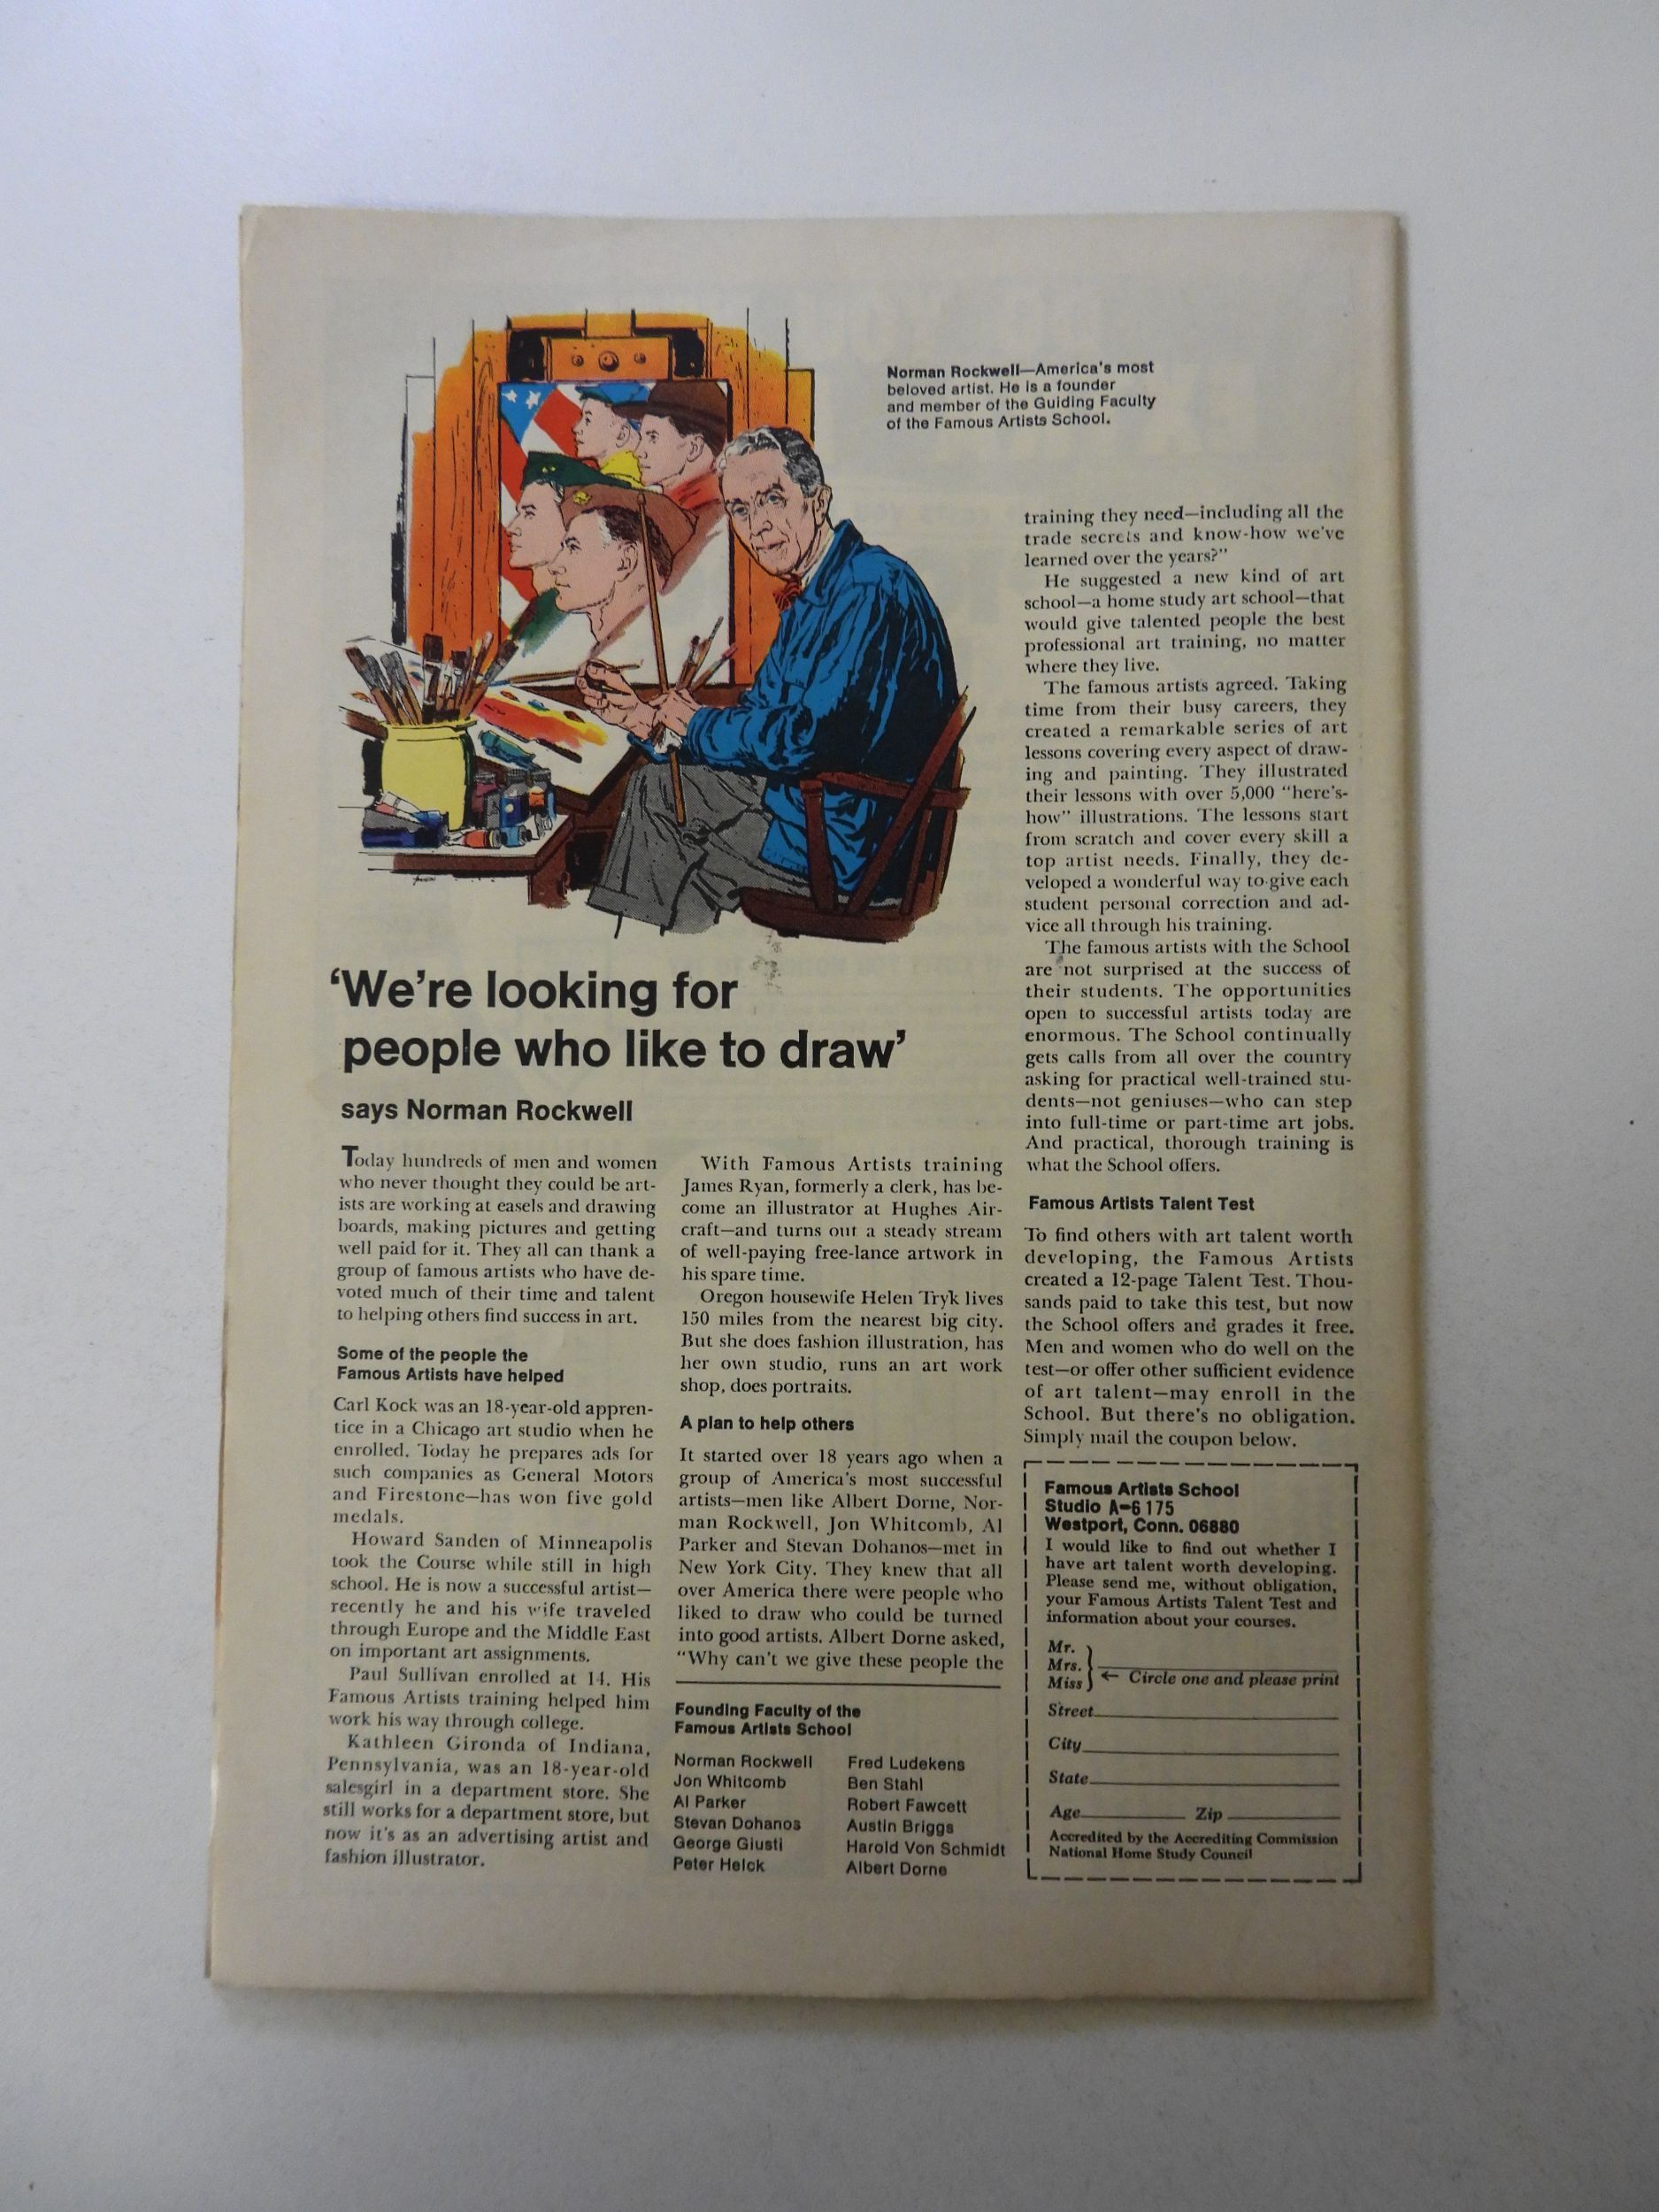 Norman Rockwell—America's most
beloved artist. He is a founder
and member of the Guiding Faculty
of the Famous Artists School.
'We're looking for
people who like to draw'
says Norman Rockwell
Today hundreds of men and women
who never thought they could be art-
ists are working at easels and drawing
boards, making pictures and getting
well paid for it. They all can thank a
group of famous artists who have de-
voted much of their time and talent
to helping others find success in art.
Some of the people the
Famous Artists have helped
Carl Kock was an 18-year-old appren-
tice in a Chicago art studio when he
enrolled. Today he prepares ads for
such companies as General Motors
and Firestone—has won five gold
medals.
Howard Sanden of Minneapolis
took the Course while still in high
school. He is now a successful artist—
recently he and his wife traveled
through Europe and the Middle East
on important art assignments.
Paul Sullivan enrolled at 14. His
Famous Artists training helped him
work his way through college.
Kathleen Gironda of Indiana,
Pennsylvania, was an 18-year-old
salesgirl in a department store. She
still works for a department store, but
now it's as an advertising artist and
fashion illustrator.
With Famous Artists training
James Ryan, formerly a clerk, has be-
come an illustrator at Hughes Air-
craft—and turns out a steady stream
of well-paying free-lance artwork in
his spare time.
Oregon housewife Helen Tryk lives
150 miles from the nearest big city.
But she does fashion illustration, has
her own studio, runs an art work
shop, does portraits.
A plan to help others
It started over 18 years ago when a
group of America's most successful
artists—men like Albert Dorne, Nor-
man Rockwell, Jon Whitcomb, Al
Parker and Stevan Dohanos—met in
New York City. They knew that all
over America there were people who
liked to draw who could be turned
into good artists. Albert Dorne asked,
"Why can't we give these people the
training they need—including all the
trade secrets and know-how we've
learned over the years?"
He suggested a new kind of art
school—a home study art school—that
would give talented people the best
professional art training, no matter
where they live.
The famous artists agreed. Taking
time from their busy careers, they
created a remarkable series of art
lessons covering every aspect of draw-
ing and painting. They illustrated
their lessons with over 5,000 "here's-
how" illustrations. The lessons start
from scratch and cover every skill a
top artist needs. Finally, they de-
veloped a wonderful way to give each
student personal correction and ad-
vice all through his training.
The famous artists with the School
are not surprised at the success of
their students. The opportunities
open to successful artists today are
enormous. The School continually
gets calls from all over the country
asking for practical well-trained stu-
dents—not geniuses—who can step
into full-time or part-time art jobs.
And practical, thorough training is
what the School offers.
Famous Artists Talent Test
To find others with art talent worth
developing, the Famous Artists
created a 12-page Talent Test. Thou-
sands paid to take this test, but now
the School offers and grades it free.
Men and women who do well on the
test—or offer other sufficient evidence
of art talent—may enroll in the
School. But there's no obligation.
Simply mail the coupon below.
Founding Faculty of the
Famous Artists School
Norman Rockwell
Jon Whitcomb
Al Parker
Stevan Dohanos
George Giusti
Peter Helck
Fred Ludekens
Ben Stahl
Robert Fawcett
Austin Briggs
Harold Von Schmidt
Albert Dorne
Famous Artists School
Studio A-6175
Westport, Conn. 06880
I would like to find out whether I
have art talent worth developing.
Please send me, without obligation,
your Famous Artists Talent Test and
information about your courses.
Mr.
Mrs.
Miss ← Circle one and please print
Street
City
State
Age Zip
Accredited by the Accrediting Commission
National Home Study Council